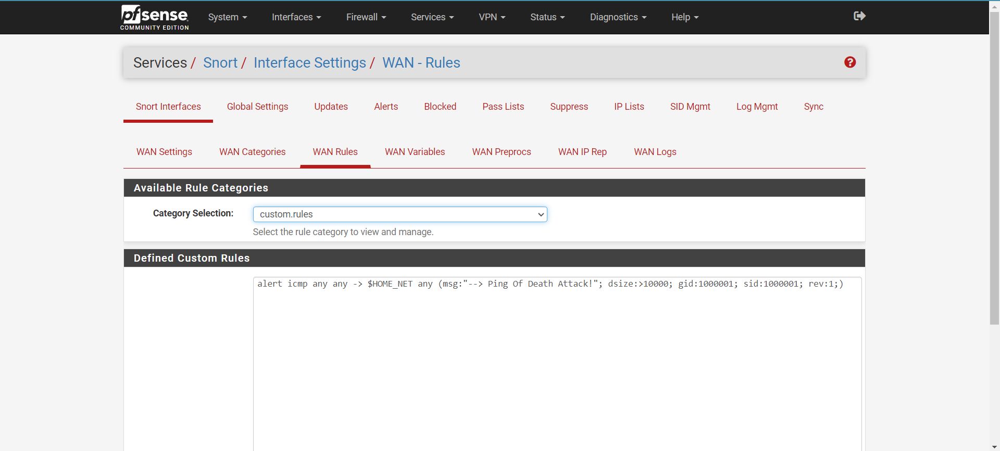 pfsense
COMMUNITY EDITION
System Interfaces Firewall Services VPN Status Diagnostics Help
Services / Snort / Interface Settings / WAN - Rules
Snort Interfaces Global Settings Updates Alerts Blocked Pass Lists Suppress IP Lists SID Mgmt Log Mgmt Sync
WAN Settings WAN Categories WAN Rules WAN Variables WAN Preprocs WAN IP Rep WAN Logs
Available Rule Categories
Category Selection: custom.rules
Select the rule category to view and manage.
Defined Custom Rules
alert icmp any any -> $HOME_NET any (msg:"--> Ping Of Death Attack!"; dsize:>10000; gid:1000001; sid:1000001; rev:1;)